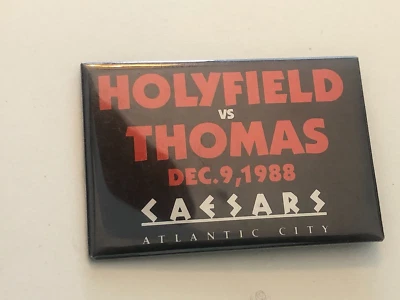 HOLYFIELD
VS
THOMAS
DEC. 9, 1988
CAESARS
ATLANTIC CITY